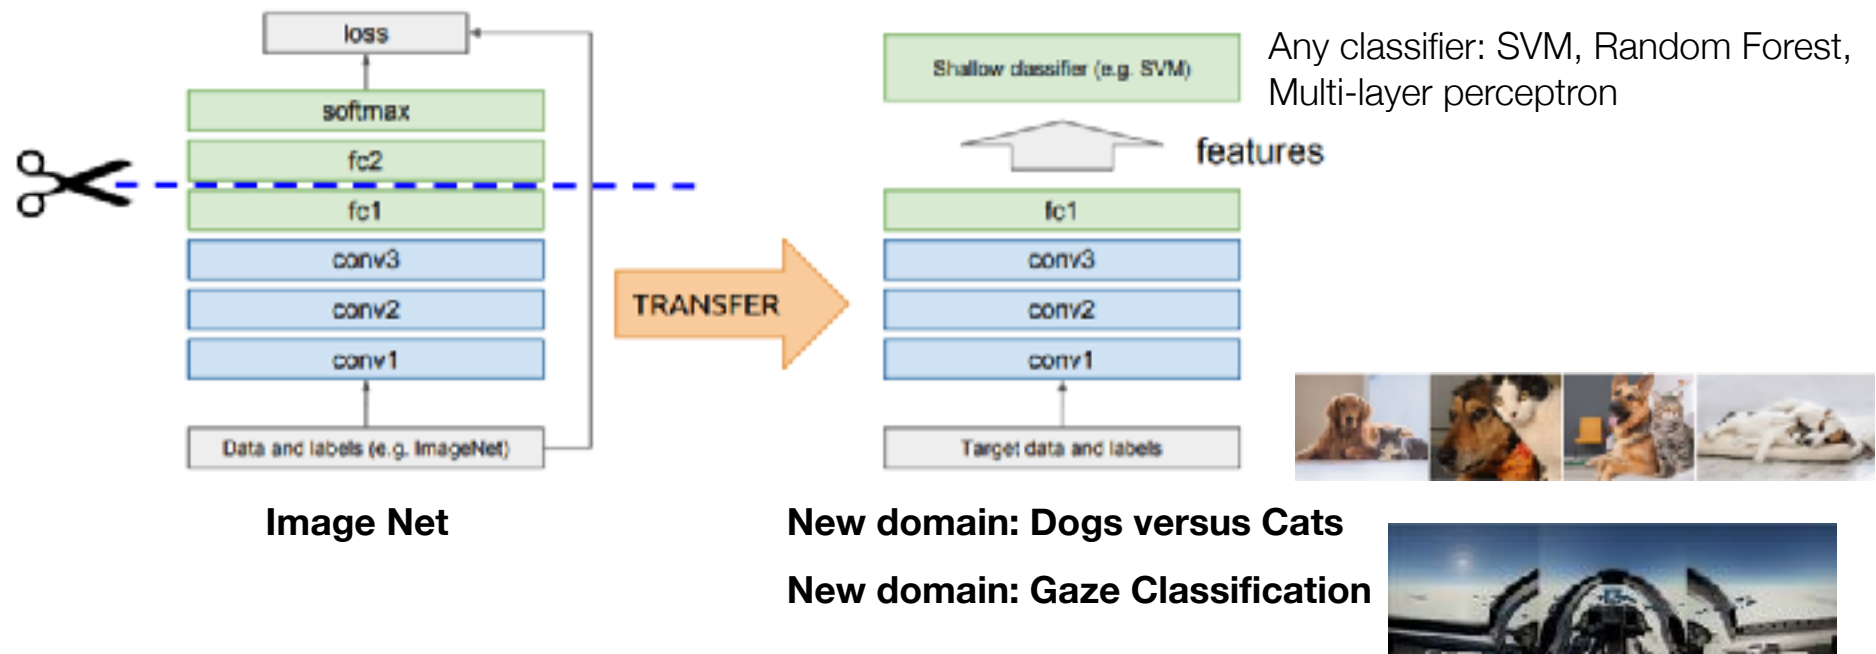 loss
softmax
fc2
fc1
conv3
conv2
conv1
Data and labels (e.g. ImageNet)
Image Net
TRANSFER
Shallow classifier (e.g. SVM)
Any classifier: SVM, Random Forest,
Multi-layer perceptron
features
fc1
conv3
conv2
conv1
Target data and labels
New domain: Dogs versus Cats
New domain: Gaze Classification